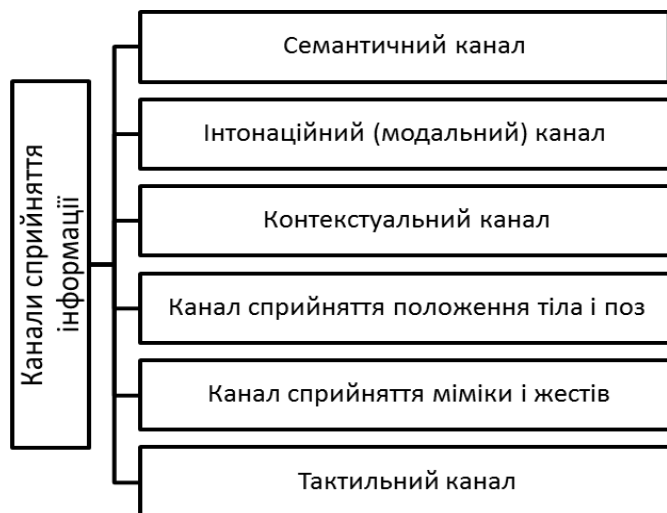 Канали сприйняття
інформації
Семантичний канал
Інтонаційний (модальний) канал
Контекстуальний канал
Канал сприйняття положення тіла і поз
Канал сприйняття міміки і жестів
Тактильний канал